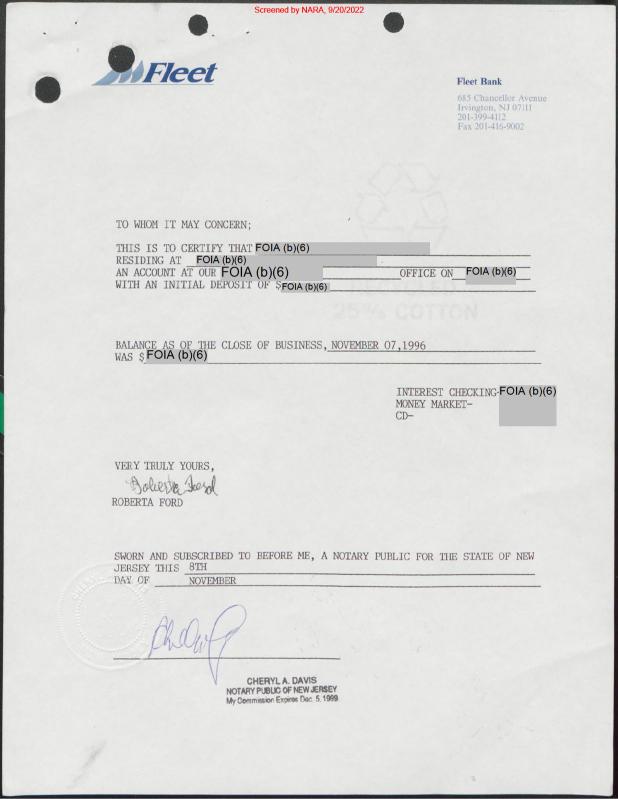 Screened by NARA, 9/20/2022
Fleet
Fleet Bank
685 Chancellor Avenue
Irvington, NJ 07111
201-399-4112
Fax 201-416-9002
TO WHOM IT MAY CONCERN;
THIS IS TO CERTIFY THAT FOIA (b)(6)
RESIDING AT FOIA (b)(6)
AN ACCOUNT AT OUR FOIA (b)(6) OFFICE ON FOIA (b)(6)
WITH AN INITIAL DEPOSIT OF $ FOIA (b)(6)
25% COTTON
BALANCE AS OF THE CLOSE OF BUSINESS, NOVEMBER 07,1996
WAS $ FOIA (b)(6)
INTEREST CHECKING- FOIA (b)(6)
MONEY MARKET-
CD-
VERY TRULY YOURS,
Roberta Ford
ROBERTA FORD
SWORN AND SUBSCRIBED TO BEFORE ME, A NOTARY PUBLIC FOR THE STATE OF NEW
JERSEY THIS 8TH
DAY OF NOVEMBER
CHERYL A. DAVIS
NOTARY PUBLIC OF NEW JERSEY
My Commission Expires Dec. 5, 1999